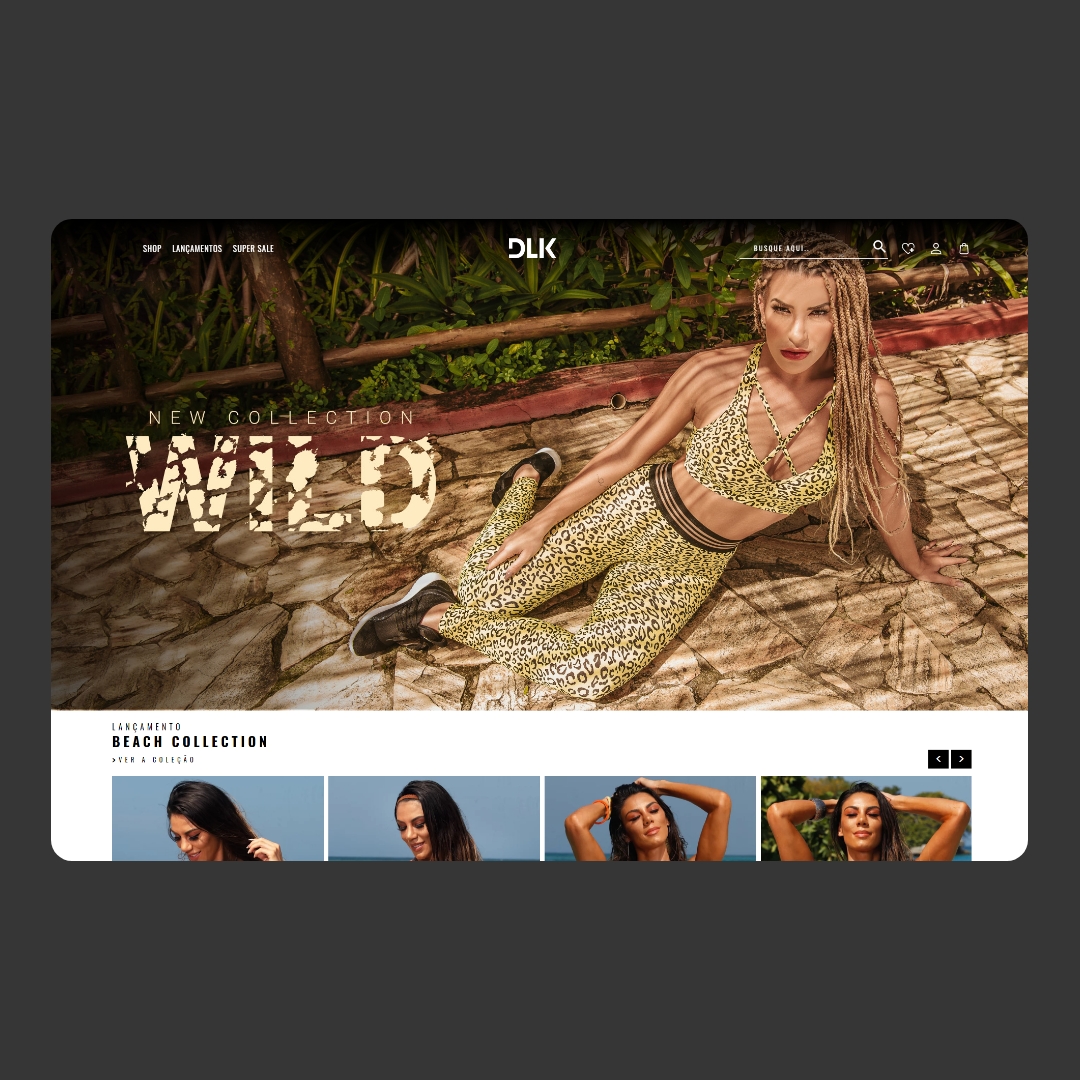 SHOP LANÇAMENTOS SUPER SALE
DLK
BUSQUE AQUI..
NEW COLLECTION
WILD
LANÇAMENTO
BEACH COLLECTION
>VER A COLEÇÃO